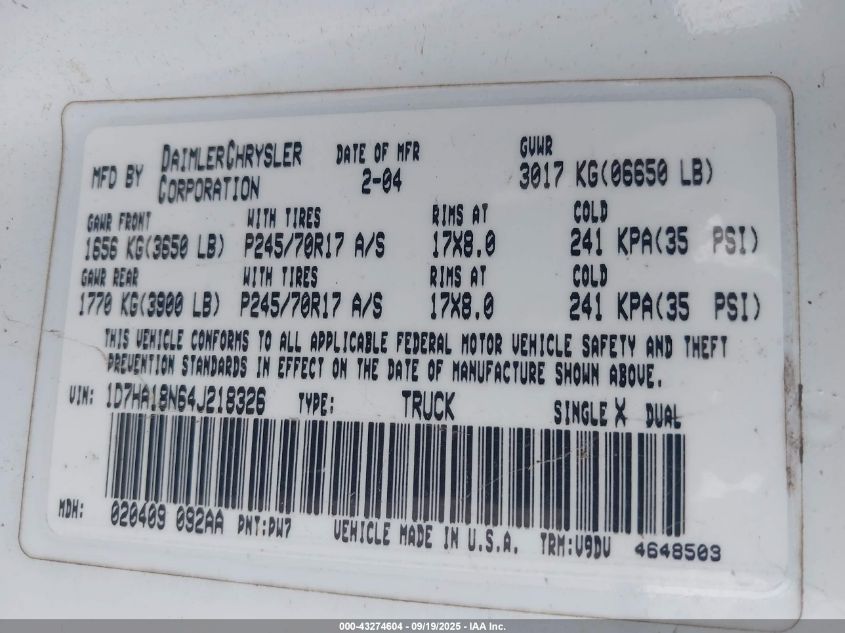 MFD BY DAIMLERCHRYSLER CORPORATION DATE OF MFR 2-04 GVWR 3017 KG(06650 LB)
GAWR FRONT WITH TIRES RIMS AT COLD
1656 KG(3650 LB) P245/70R17 A/S 17X8.0 241 KPA(35 PSI)
GAWR REAR WITH TIRES RIMS AT COLD
1770 KG(3900 LB) P245/70R17 A/S 17X8.0 241 KPA(35 PSI)
THIS VEHICLE CONFORMS TO ALL APPLICABLE FEDERAL MOTOR VEHICLE SAFETY AND THEFT
PREVENTION STANDARDS IN EFFECT ON THE DATE OF MANUFACTURE SHOWN ABOVE.
VIN: 1D7HA18N64J218326 TYPE: TRUCK SINGLE X DUAL
MDH: 020409 092AA PNT:PW7 VEHICLE MADE IN U.S.A. TRM:V9DV 4648503
000-43274604 - 09/19/2025 - IAA Inc.